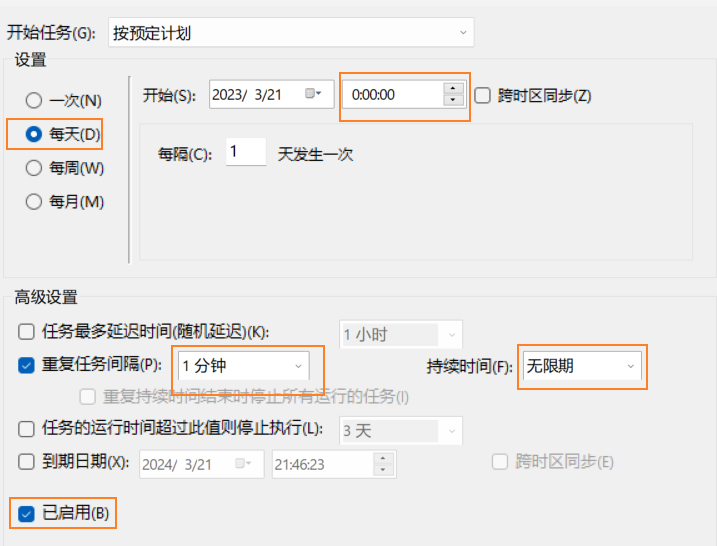 开始任务(G): 按预定计划
设置
一次(N)
每天(D)
每周(W)
每月(M)
开始(S): 2023/ 3/21 0:00:00 跨时区同步(Z)
每隔(C): 1 天发生一次
高级设置
任务最多延迟时间(随机延迟)(K): 1 小时
重复任务间隔(P): 1 分钟 持续时间(F): 无限期
重复持续时间结束时停止所有运行的任务(I)
任务的运行时间超过此值则停止执行(L): 3 天
到期日期(X): 2024/ 3/21 21:46:23 跨时区同步(E)
已启用(B)